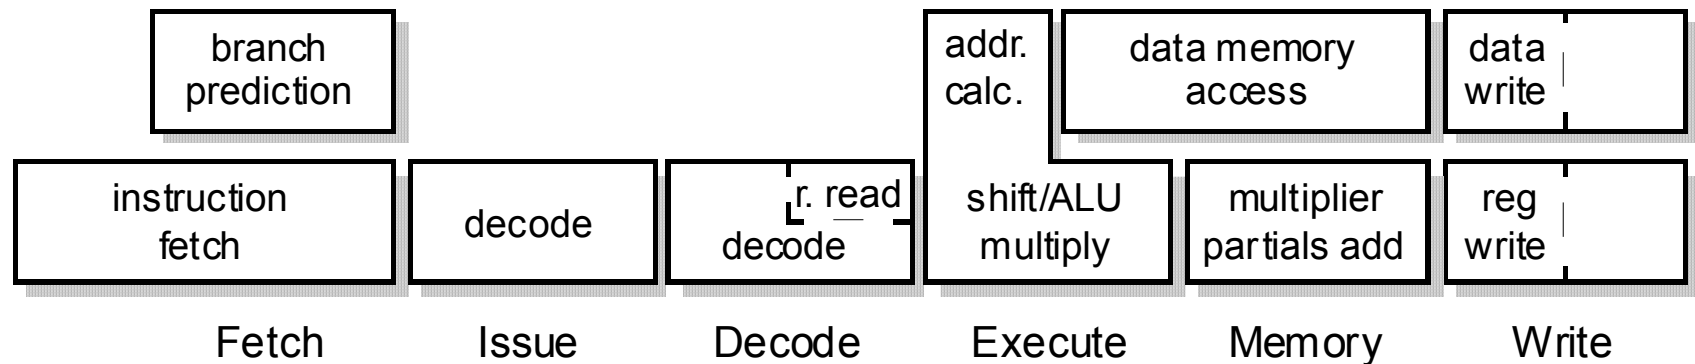 branch
prediction
addr.
calc.
data memory
access
data
write
instruction
fetch
decode
r. read
decode
shift/ALU
multiply
multiplier
partials add
reg
write
Fetch
Issue
Decode
Execute
Memory
Write